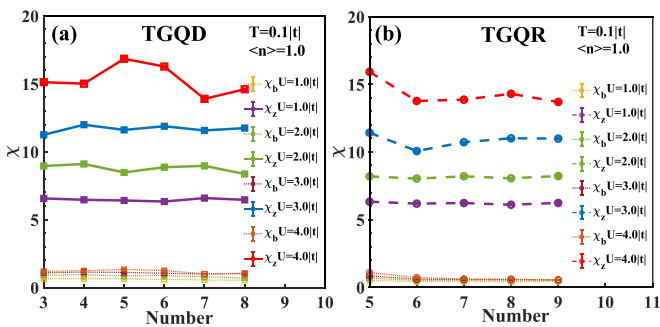 (a) TGQD T=0.1|t|
<n>=1.0
χ_b U=1.0|t|
χ_z U=1.0|t|
χ_b U=2.0|t|
χ_z U=2.0|t|
χ_b U=3.0|t|
χ_z U=3.0|t|
χ_b U=4.0|t|
χ_z U=4.0|t|
χ
20
15
10
5
0
3 4 5 6 7 8 9 10
Number
(b) TGQR T=0.1|t|
<n>=1.0
χ_b U=1.0|t|
χ_z U=1.0|t|
χ_b U=2.0|t|
χ_z U=2.0|t|
χ_b U=3.0|t|
χ_z U=3.0|t|
χ_b U=4.0|t|
χ_z U=4.0|t|
χ
20
15
10
5
0
5 6 7 8 9 10 11
Number